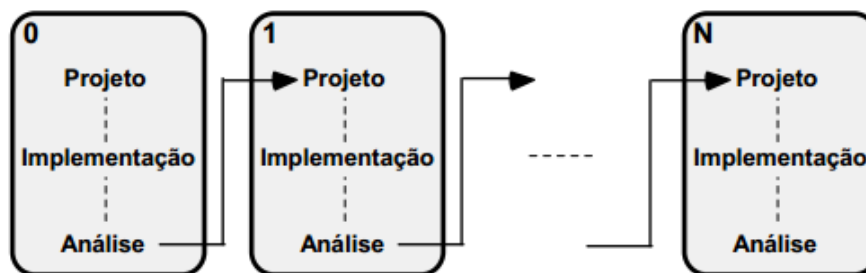 0
Projeto
Implementação
Análise
1
Projeto
Implementação
Análise
N
Projeto
Implementação
Análise